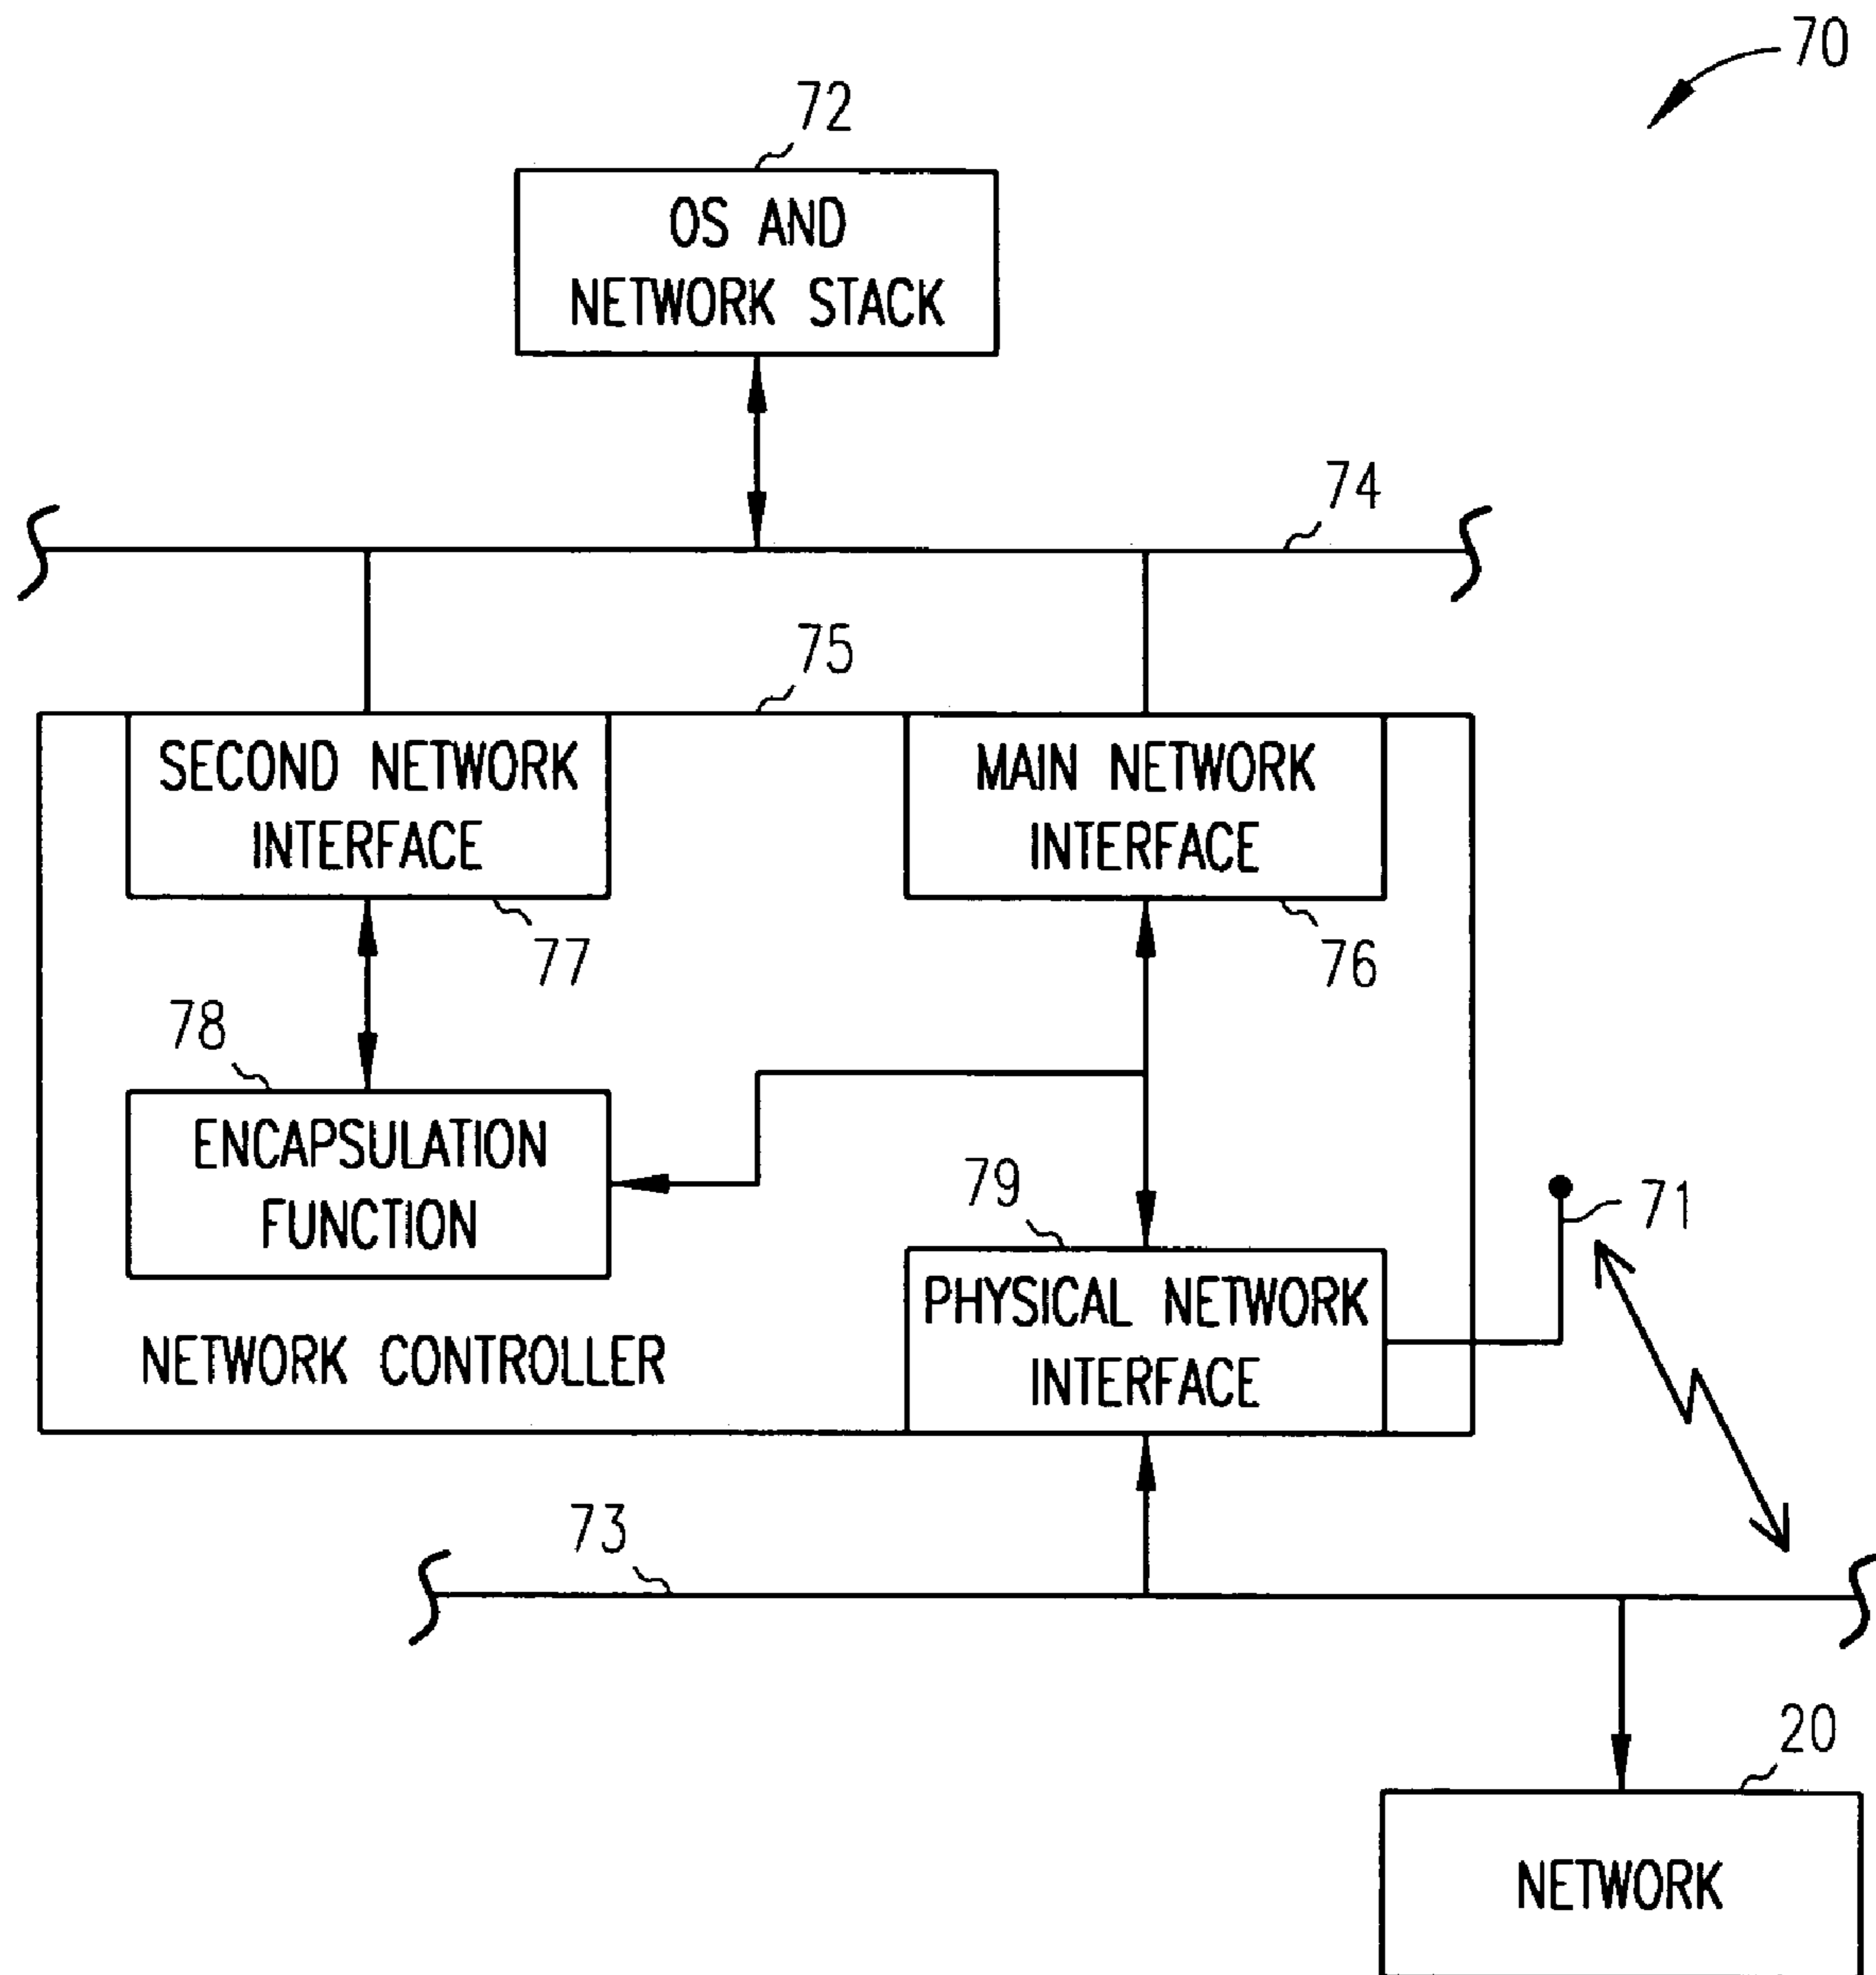 70
72
OS AND
NETWORK STACK
74
75
SECOND NETWORK
INTERFACE
MAIN NETWORK
INTERFACE
77
76
78
ENCAPSULATION
FUNCTION
79
71
PHYSICAL NETWORK
INTERFACE
NETWORK CONTROLLER
73
20
NETWORK